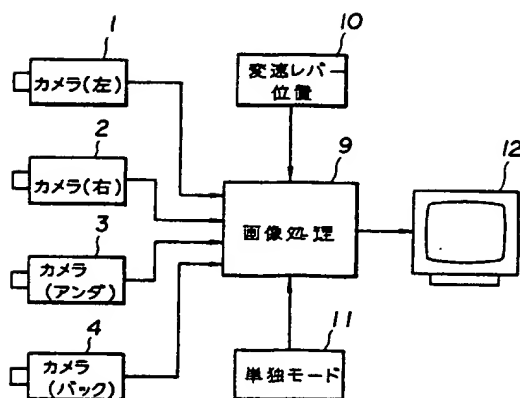 1
カメラ(左)
2
カメラ(右)
3
カメラ
(アンダ)
4
カメラ
(バック)
10
変速レバー
位置
9
画像処理
11
単独モード
12